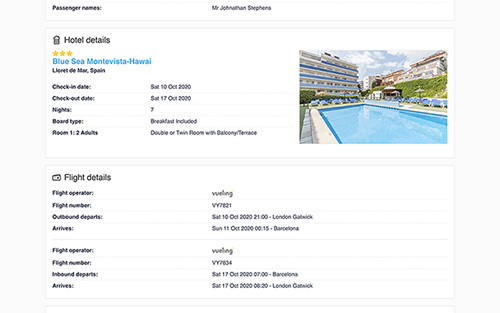 Passenger names: Mr Johnathan Stephens
Hotel details
Blue Sea Montevista-Hawai
Lloret de Mar, Spain
Check-in date: Sat 10 Oct 2020
Check-out date: Sat 17 Oct 2020
Nights: 7
Board type: Breakfast Included
Room 1: 2 Adults Double or Twin Room with Balcony/Terrace
Flight details
Flight operator: vueling
Flight number: VY7821
Outbound departs: Sat 10 Oct 2020 21:00 - London Gatwick
Arrives: Sun 11 Oct 2020 00:15 - Barcelona
Flight operator: vueling
Flight number: VY7834
Inbound departs: Sat 17 Oct 2020 07:00 - Barcelona
Arrives: Sat 17 Oct 2020 08:20 - London Gatwick